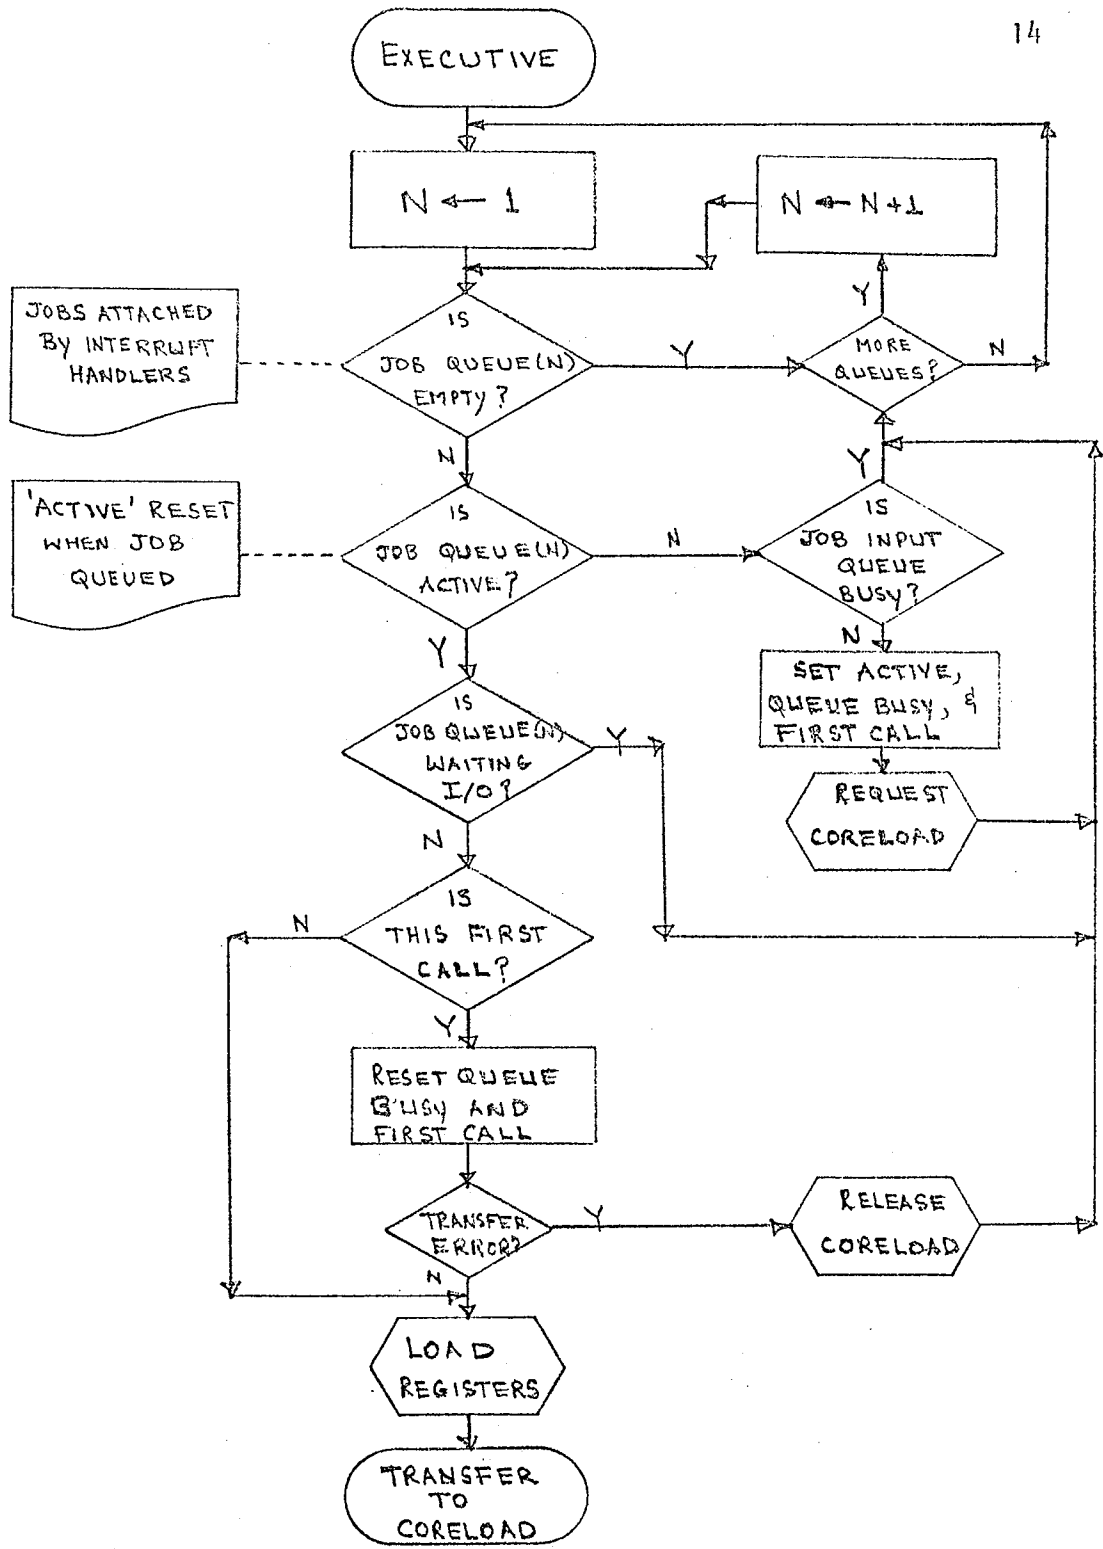 14
EXECUTIVE
N ← 1
N ← N+1
JOBS ATTACHED
BY INTERRUPT
HANDLERS
IS
JOB QUEUE(N)
EMPTY?
Y
Y
MORE
QUEUES?
N
N
Y
'ACTIVE' RESET
WHEN JOB
QUEUED
IS
JOB QUEUE(N)
ACTIVE?
N
IS
JOB INPUT
QUEUE
BUSY?
Y
N
SET ACTIVE,
QUEUE BUSY, &
FIRST CALL
IS
JOB QUEUE(N)
WAITING
I/O?
Y
REQUEST
CORELOAD
N
N
IS
THIS FIRST
CALL?
Y
RESET QUEUE
BUSY AND
FIRST CALL
TRANSFER
ERROR?
Y
RELEASE
CORELOAD
N
LOAD
REGISTERS
TRANSFER
TO
CORELOAD